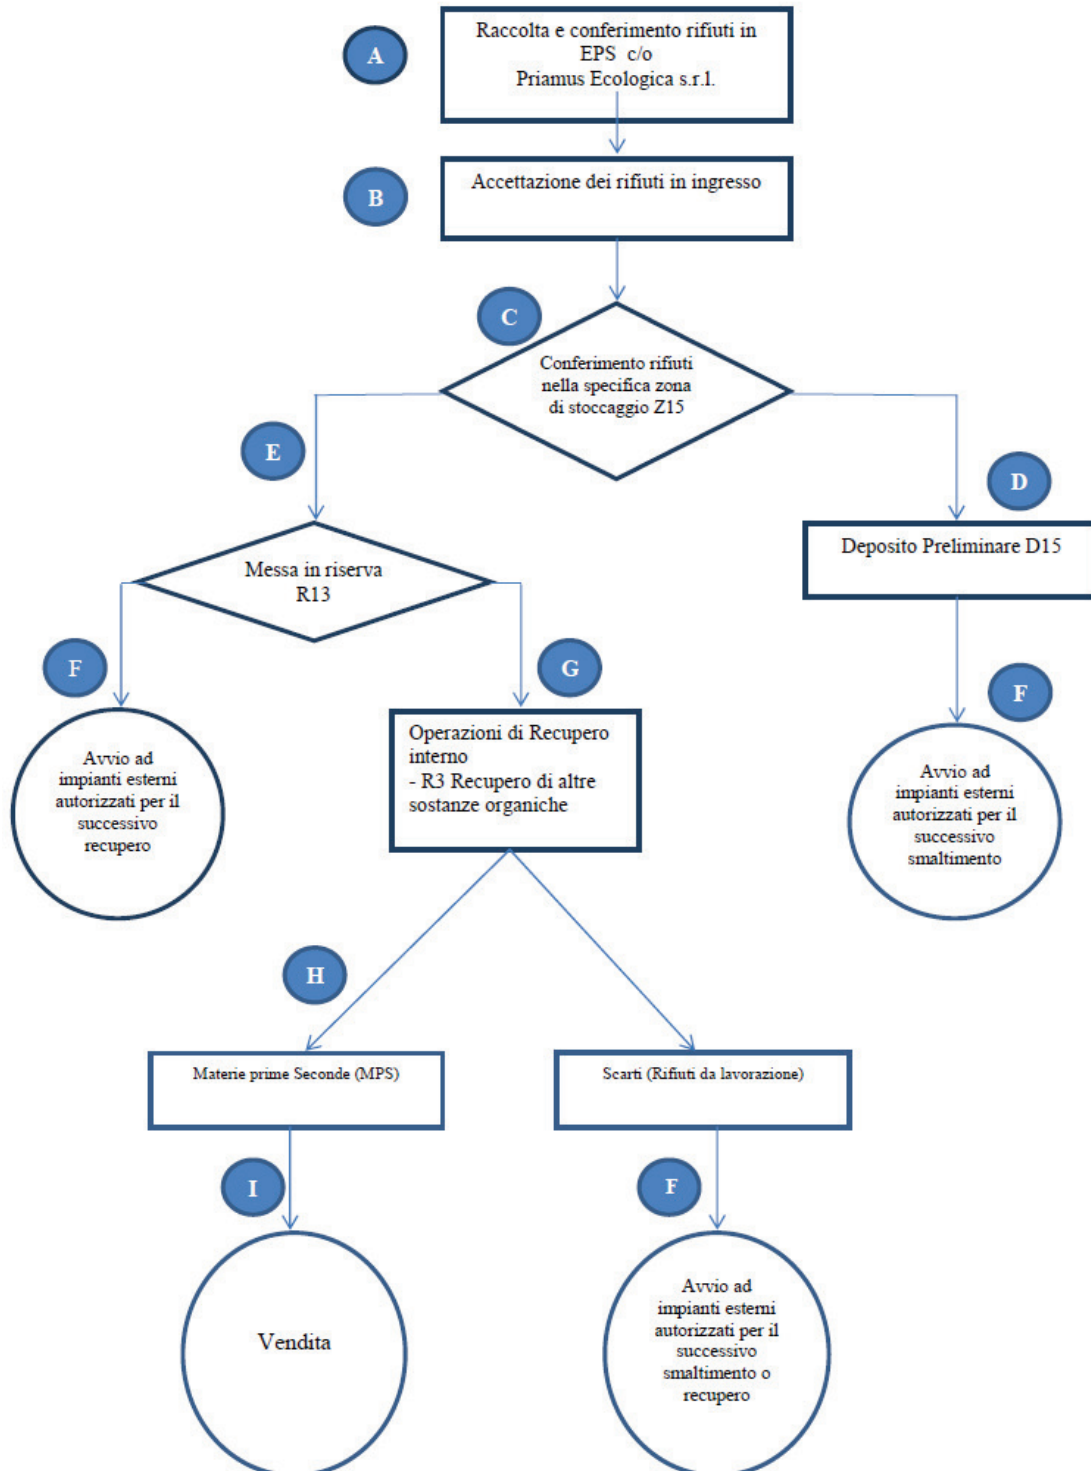 A
Raccolta e conferimento rifiuti in
EPS c/o
Priamus Ecologica s.r.l.
B
Accettazione dei rifiuti in ingresso
C
Conferimento rifiuti
nella specifica zona
di stoccaggio Z15
E
D
Messa in riserva
R13
Deposito Preliminare D15
F
G
F
Avvio ad
impianti esterni
autorizzati per il
successivo
recupero
Operazioni di Recupero
interno
- R3 Recupero di altre
sostanze organiche
Avvio ad
impianti esterni
autorizzati per il
successivo
smaltimento
H
Materie prime Seconde (MPS)
Scarti (Rifiuti da lavorazione)
I
F
Vendita
Avvio ad
impianti esterni
autorizzati per il
successivo
smaltimento o
recupero